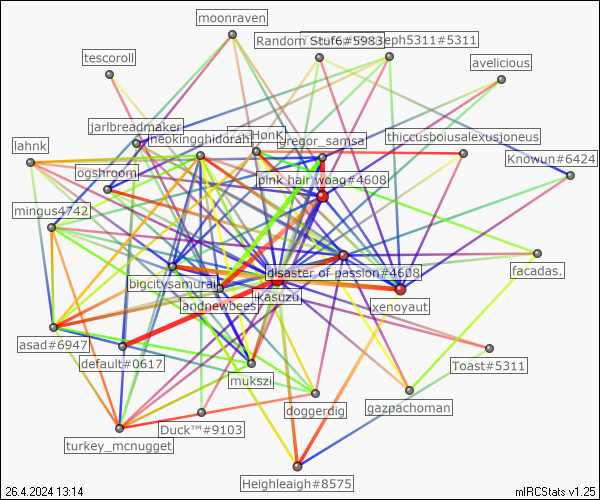 moonraven
Random Stuf6#5983
eph5311#5311
tescoroll
avelicious
jarlbreadmaker
neokingghidorah
HonK
gregor_samsa
thiccusboiusalexusjoneus
lahnk
Knowun#6424
ogshroom
pink hair woag#4608
mingus4742
disaster of passion#4608
facadas.
bigcitysamurai
Kasuzu
andnewbees
xenoyaut
asad#6947
default#0617
Toast#5311
mukszi
doggerdig
gazpachoman
Duck™#9103
turkey_mcnugget
Heighleaigh#8575
26.4.2024 13:14
mIRCStats v1.25